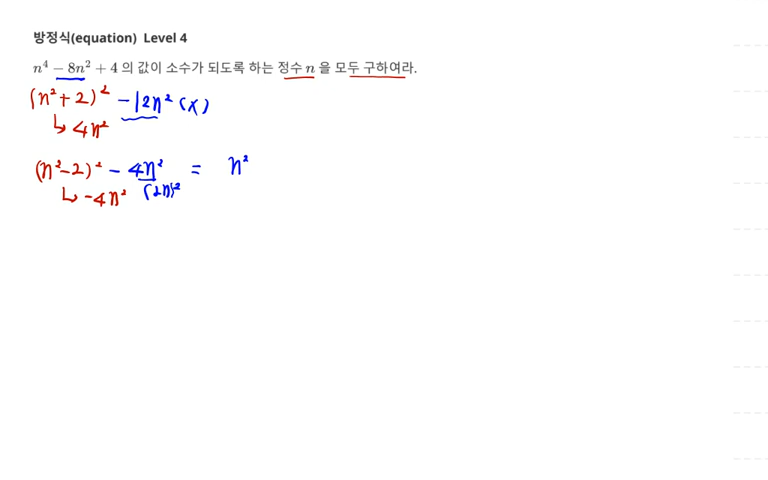 방정식(equation) Level 4
n⁴ − 8n² + 4 의 값이 소수가 되도록 하는 정수 n 을 모두 구하여라.
(n²+2)² −12n² (x)
↳ 4n²
(n²−2)² − 4n² = n²
↳ −4n² (2n)²